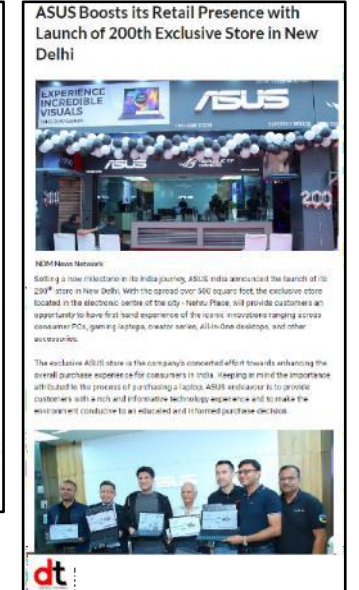 ASUS Boosts its Retail Presence with
Launch of 200th Exclusive Store in New
Delhi
EXPERIENCE
INCREDIBLE
VISUALS
ASUS
ASUS
REPUBLIC OF
200
NDM News Network
Setting a new milestone in its India journey, ASUS India announced the launch of its
200th store in New Delhi. With the spread over 500 square feet, the exclusive store
located in the electronic centre of the city - Nehru Place, will provide customers an
opportunity to have first hand experience of the iconic innovations ranging across
consumer PCs, gaming laptops, creator series, All-in-One desktops, and other
accessories.
The exclusive ASUS store is the company's concerted effort towards enhancing the
overall purchase experience for consumers in India. Keeping in mind the importance
attributed to the process of purchasing a laptop, ASUS endeavour is to provide
customers with a rich and informative technology experience and to make the
environment conducive to an educated and informed purchase decision.
dt